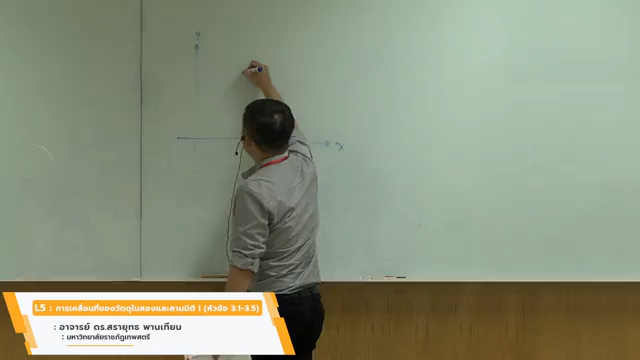 y
x
L5 : การเคลื่อนที่ของวัตถุในสองและสามมิติ I (หัวข้อ 3.1-3.5)
: อาจารย์ ดร.สรายุทธ พานเทียน
: มหาวิทยาลัยราชภัฏเทพสตรี